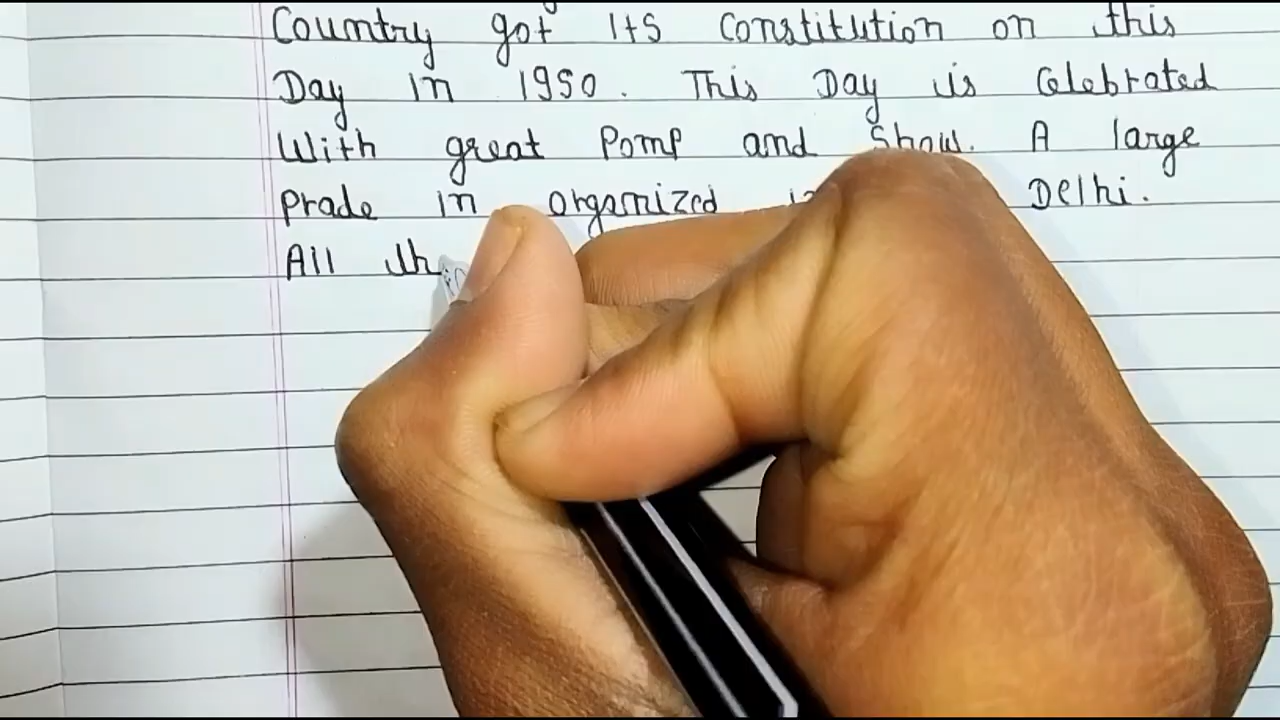 Country got Its Constitution on this
Day in 1950. This Day is Celebrated
With great Pomp and Show. A large
Prade in organized Delhi.
All